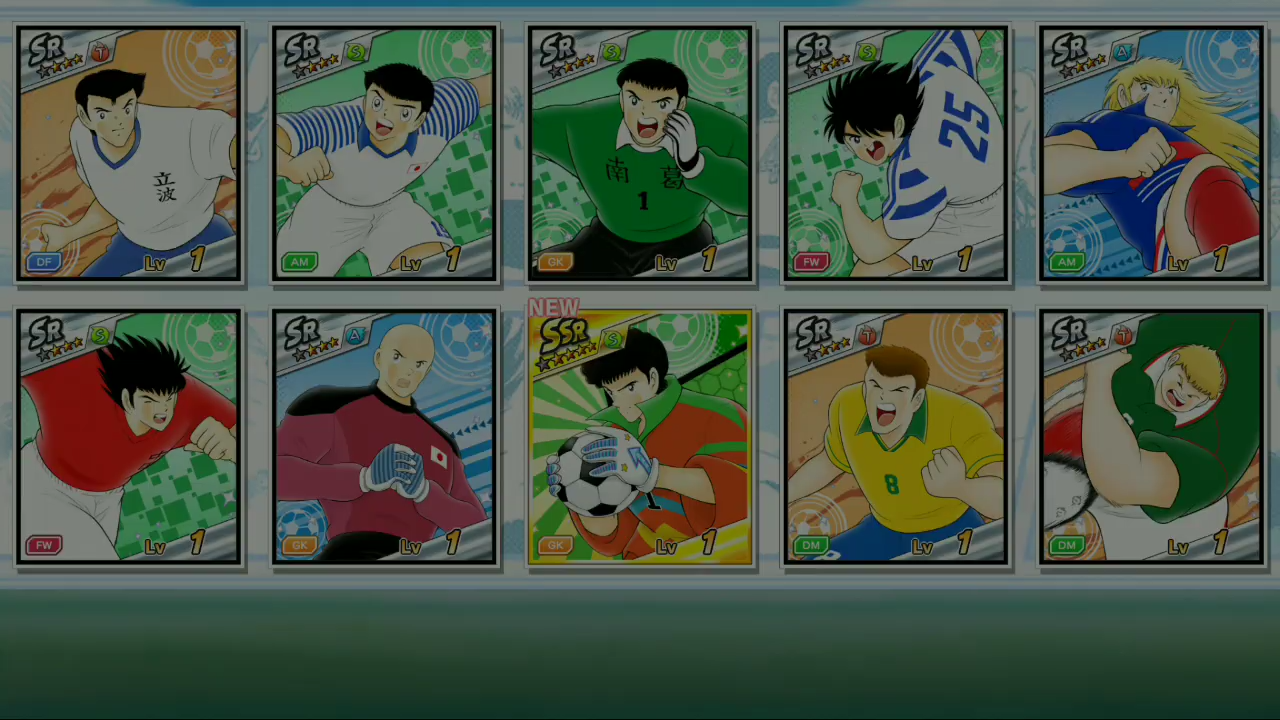 SR T
立波
DF Lv 1
SR S
AM Lv 1
SR S
南葛
1
GK Lv 1
SR S
25
FW Lv 1
SR A
AM Lv 1
SR S
FW Lv 1
SR A
GK Lv 1
NEW
SSR S
1
GK Lv 1
SR T
8
DM Lv 1
SR T
DM Lv 1